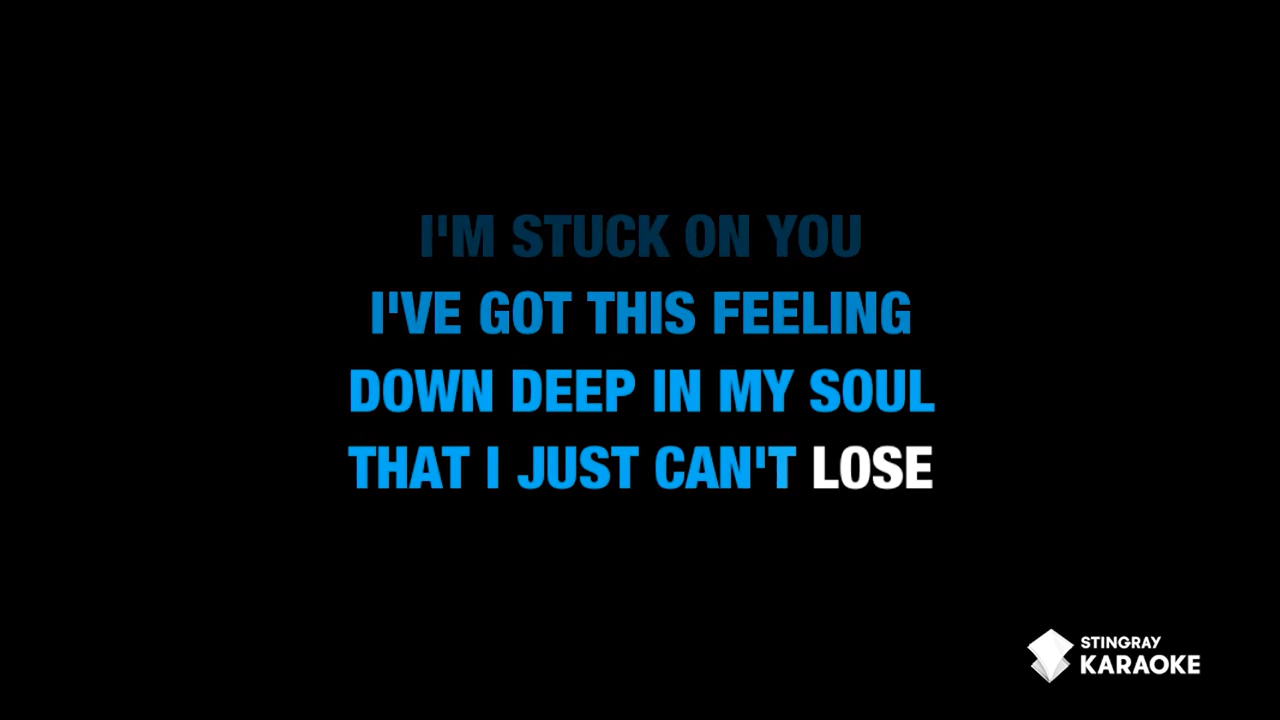 I'M STUCK ON YOU
I'VE GOT THIS FEELING
DOWN DEEP IN MY SOUL
THAT I JUST CAN'T LOSE
STINGRAY
KARAOKE